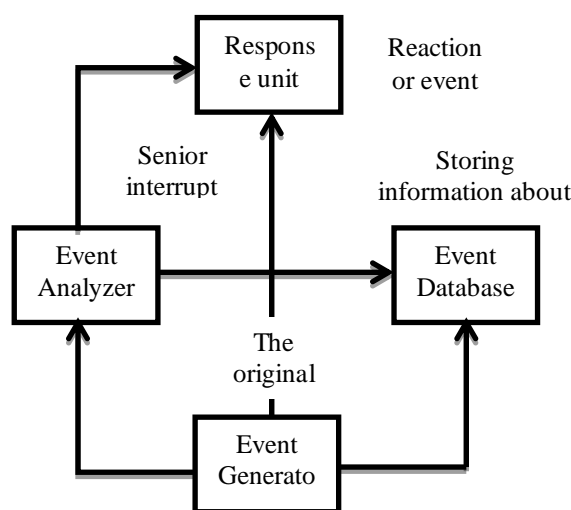 Respons
e unit
Reaction
or event
Senior
interrupt
Storing
information about
Event
Analyzer
Event
Database
The
original
Event
Generato